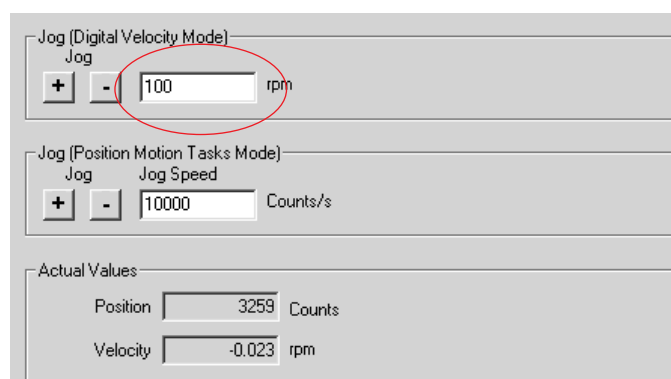 Jog (Digital Velocity Mode)
Jog
+ - 100 rpm
Jog (Position Motion Tasks Mode)
Jog Jog Speed
+ - 10000 Counts/s
Actual Values
Position 3259 Counts
Velocity -0.023 rpm